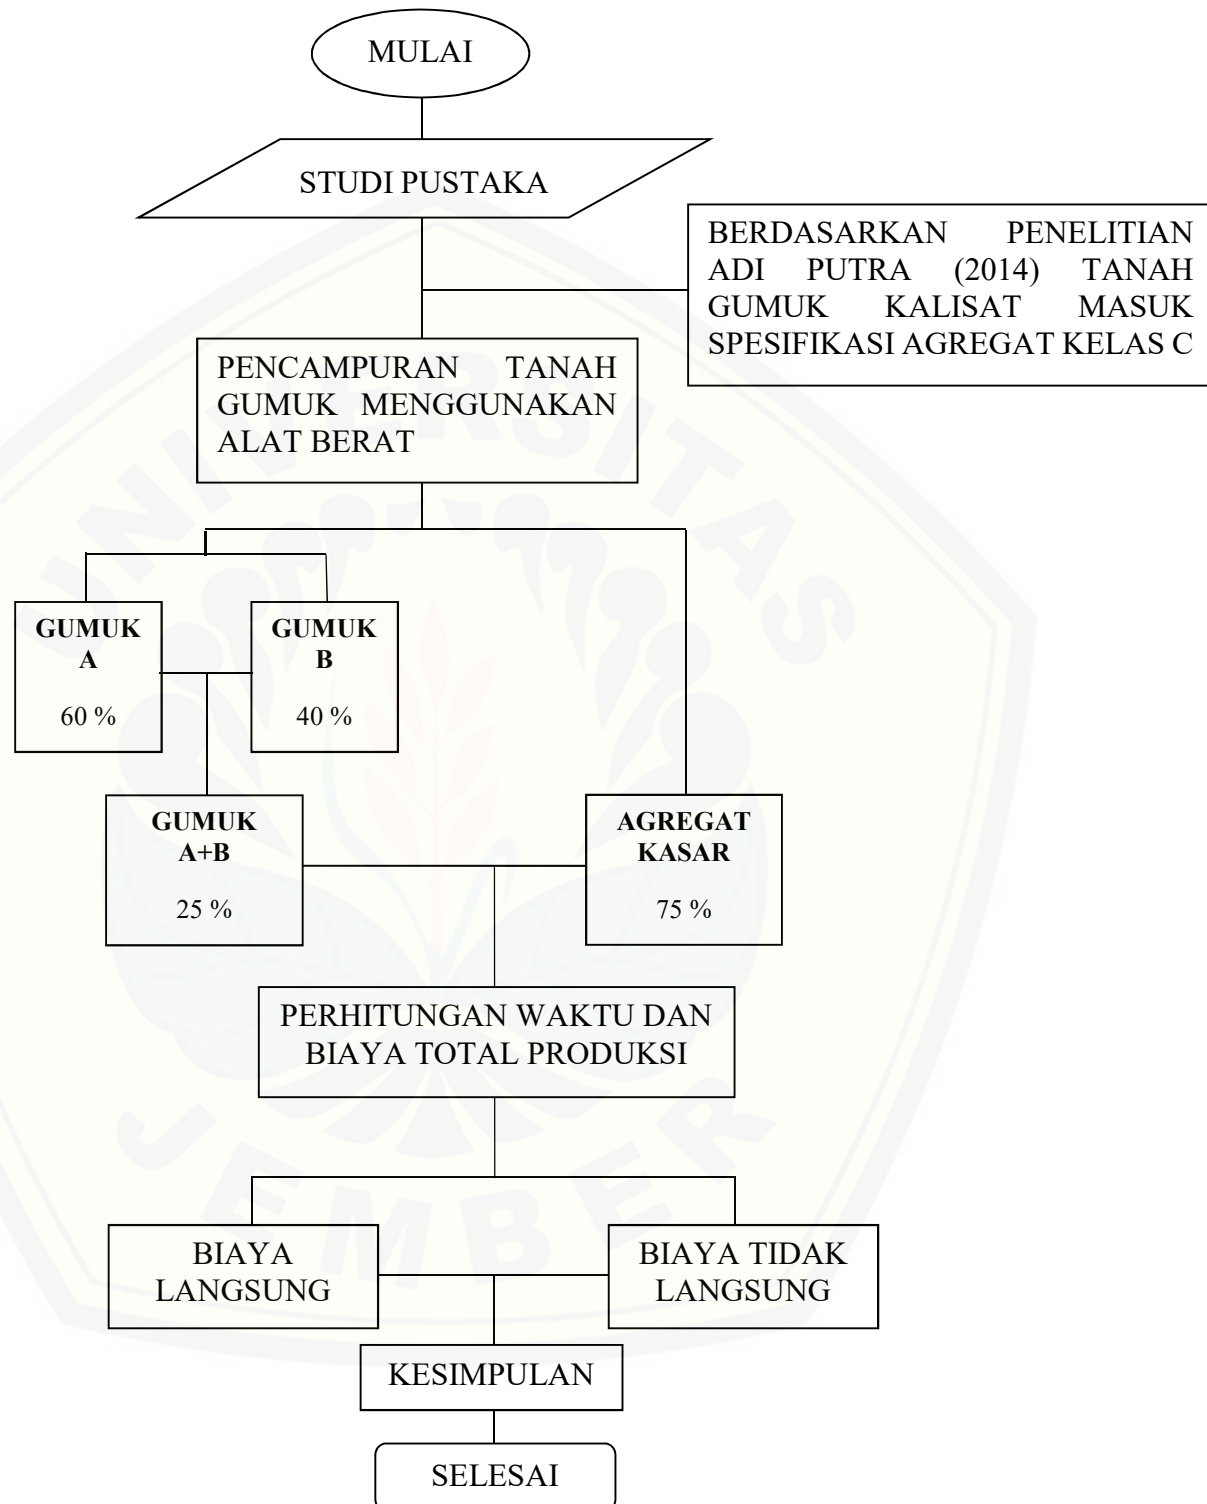 MULAI
STUDI PUSTAKA
BERDASARKAN PENELITIAN
ADI PUTRA (2014) TANAH
GUMUK KALISAT MASUK
SPESIFIKASI AGREGAT KELAS C
PENCAMPURAN TANAH
GUMUK MENGGUNAKAN
ALAT BERAT
GUMUK
A
60 %
GUMUK
B
40 %
GUMUK
A+B
25 %
AGREGAT
KASAR
75 %
PERHITUNGAN WAKTU DAN
BIAYA TOTAL PRODUKSI
BIAYA
LANGSUNG
BIAYA TIDAK
LANGSUNG
KESIMPULAN
SELESAI
UNIVERSITAS
JEMBER